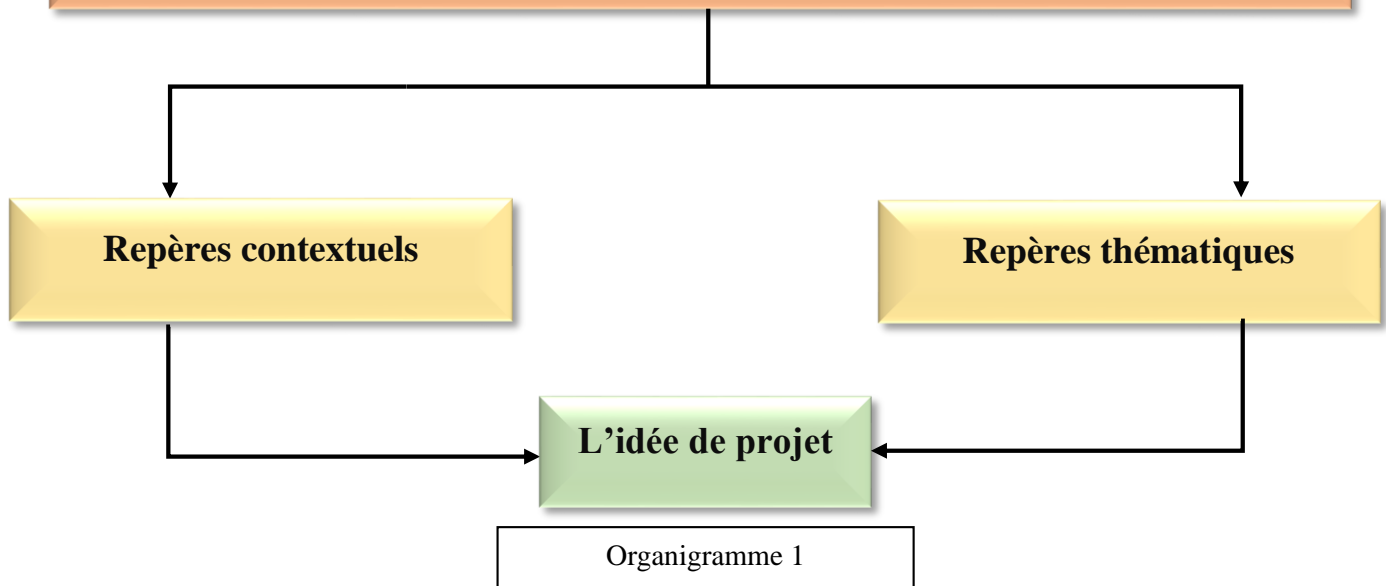 Repères contextuels
Repères thématiques
L’idée de projet
Organigramme 1